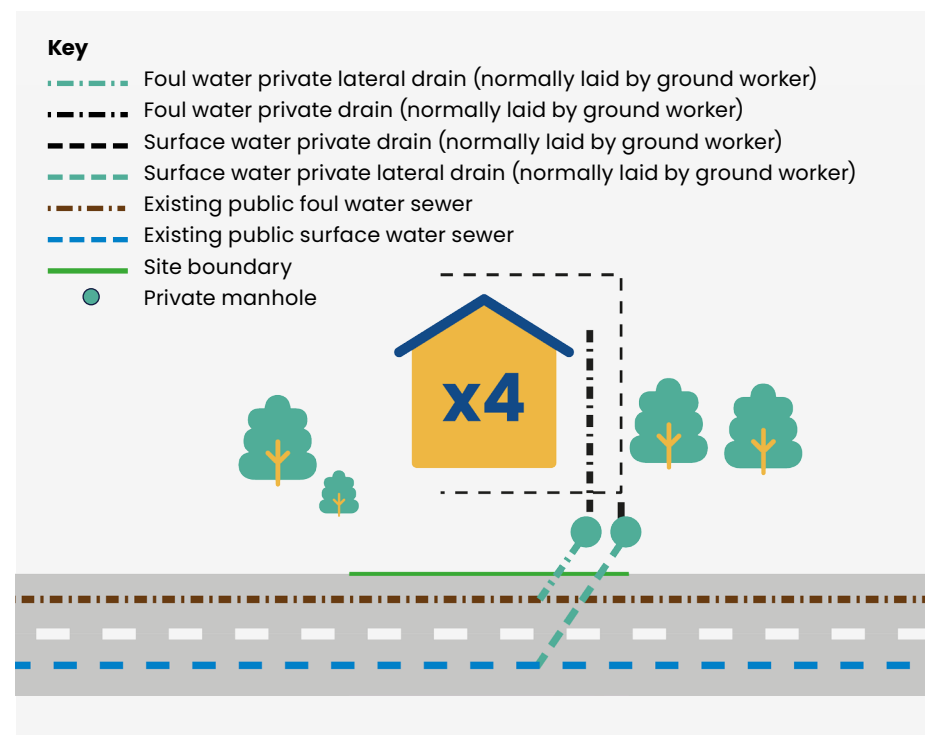 Key
Foul water private lateral drain (normally laid by ground worker)
Foul water private drain (normally laid by ground worker)
Surface water private drain (normally laid by ground worker)
Surface water private lateral drain (normally laid by ground worker)
Existing public foul water sewer
Existing public surface water sewer
Site boundary
Private manhole
x4